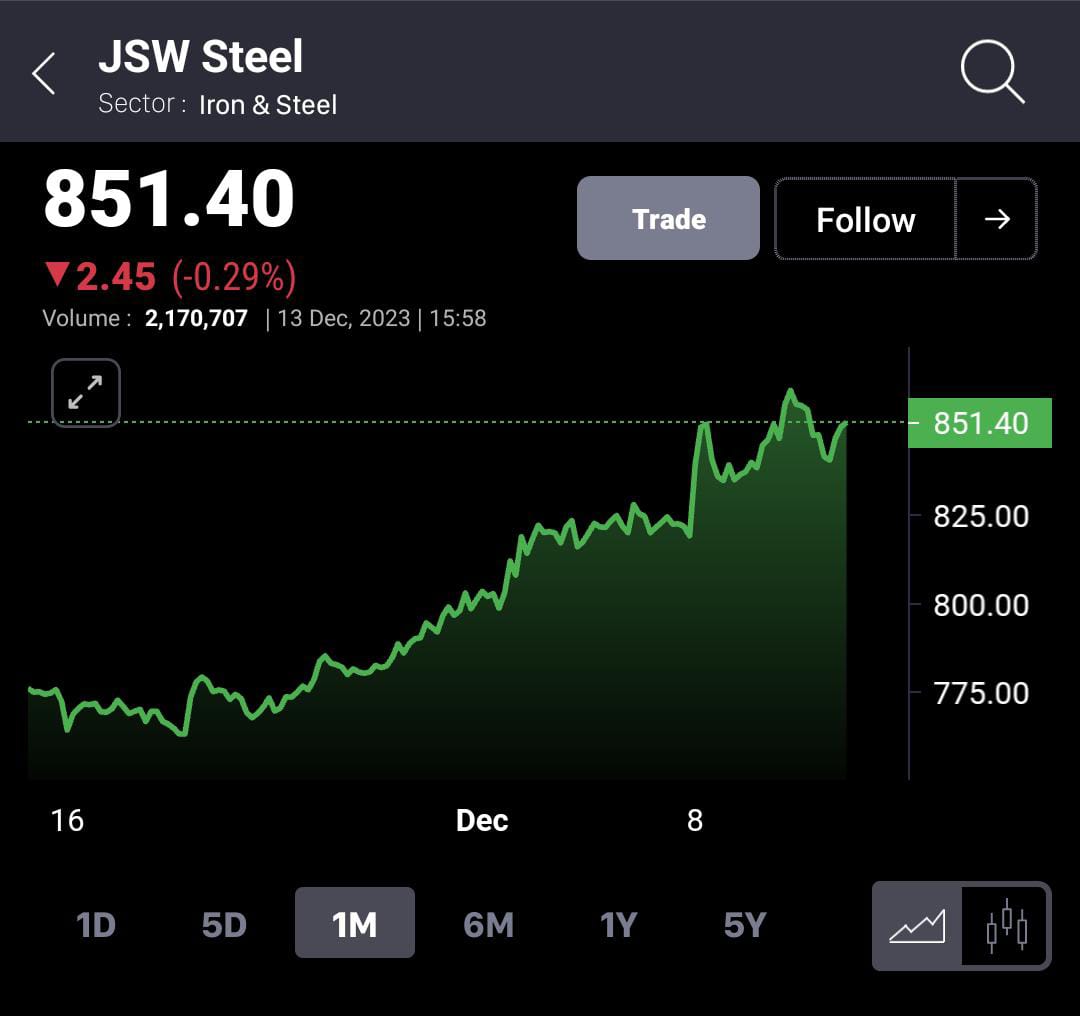 JSW Steel
Sector : Iron & Steel
851.40
Trade
Follow
▼2.45 (-0.29%)
Volume : 2,170,707 | 13 Dec, 2023 | 15:58
851.40
825.00
800.00
775.00
16 Dec 8
1D 5D 1M 6M 1Y 5Y